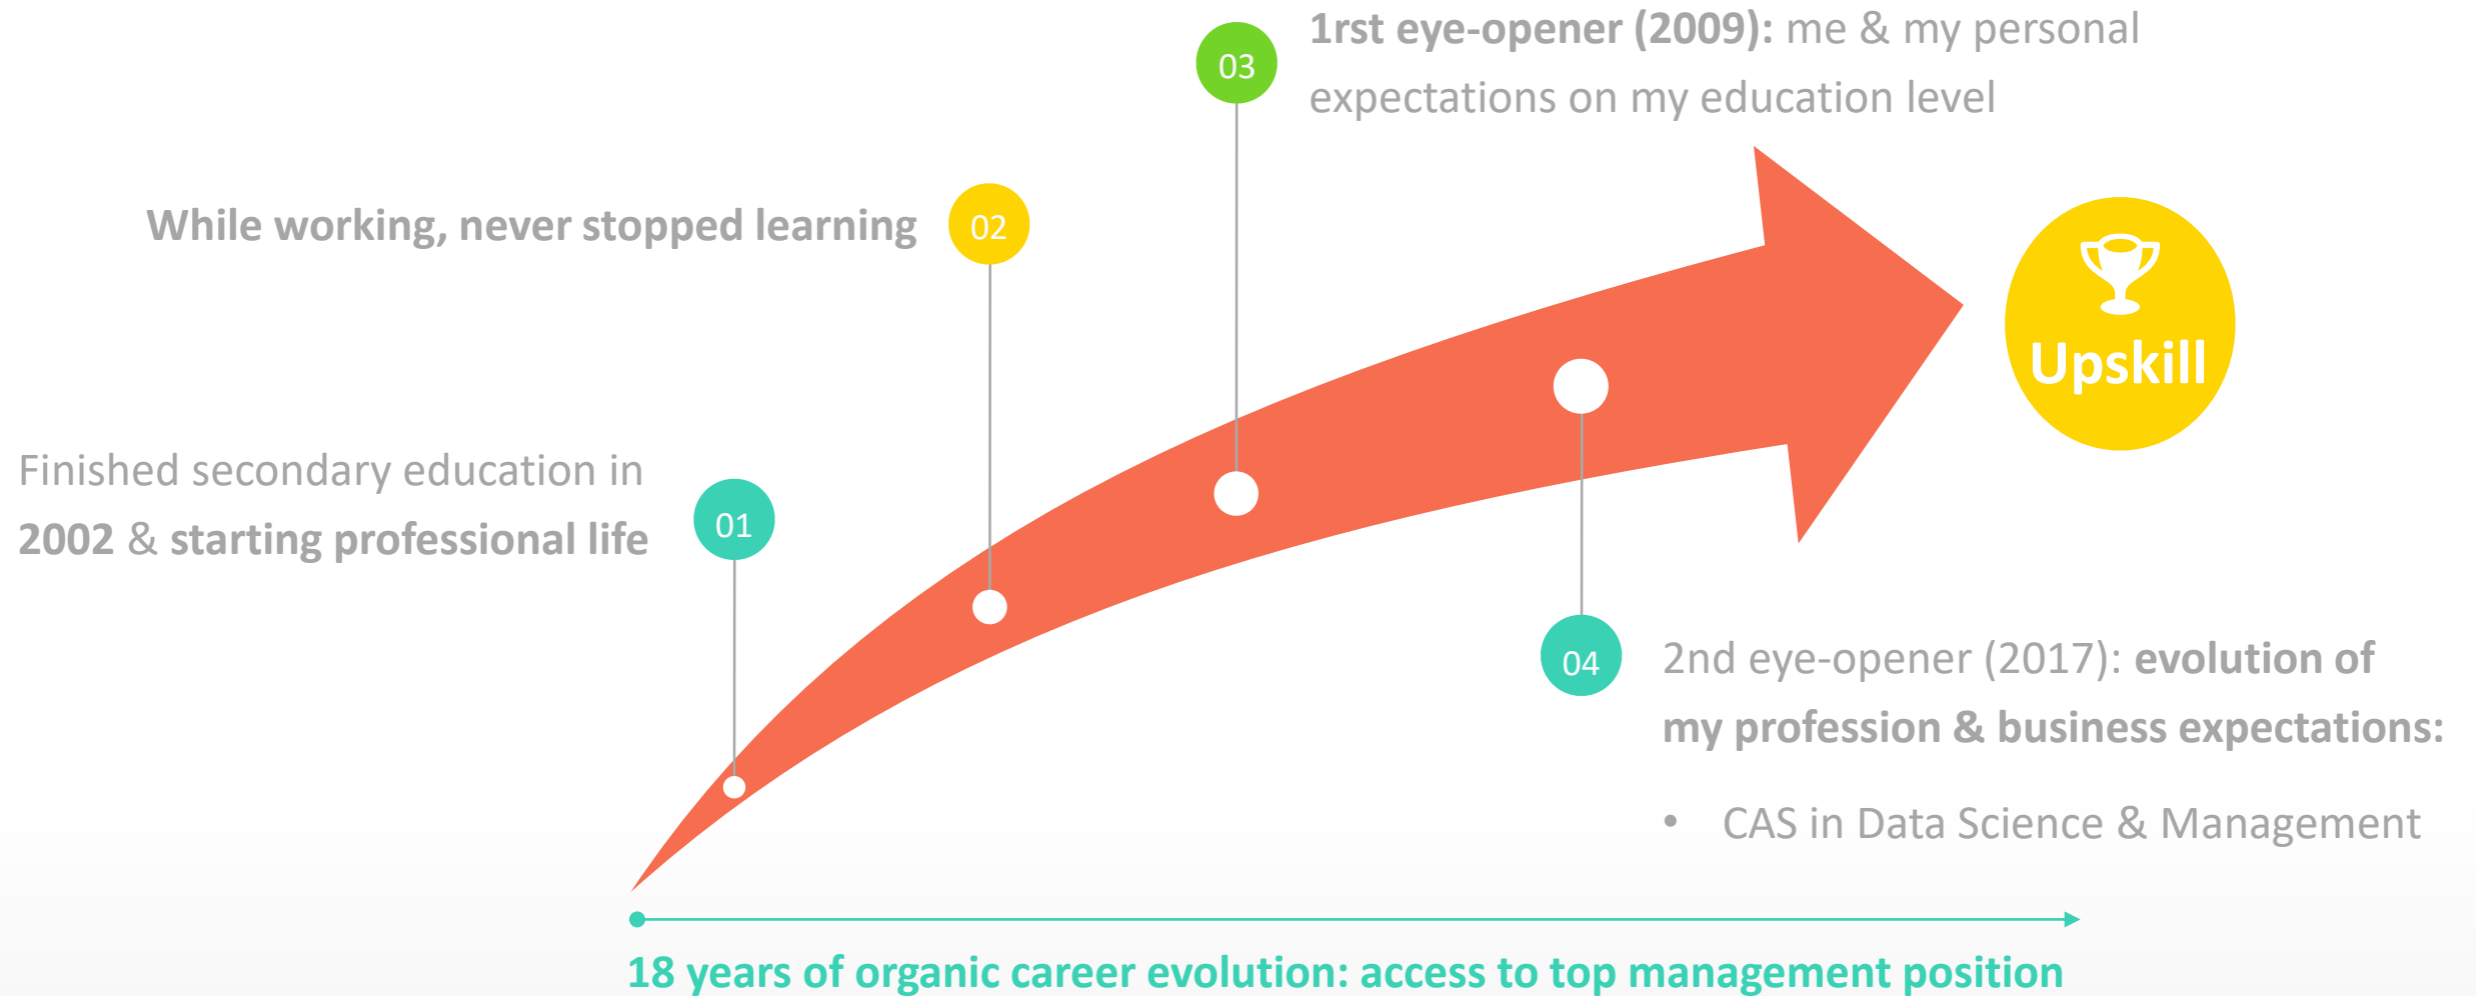 1rst eye-opener (2009): me & my personal
expectations on my education level
03
While working, never stopped learning
02
Upskill
Finished secondary education in
2002 & starting professional life
01
04
2nd eye-opener (2017): evolution of
my profession & business expectations:
• CAS in Data Science & Management
18 years of organic career evolution: access to top management position